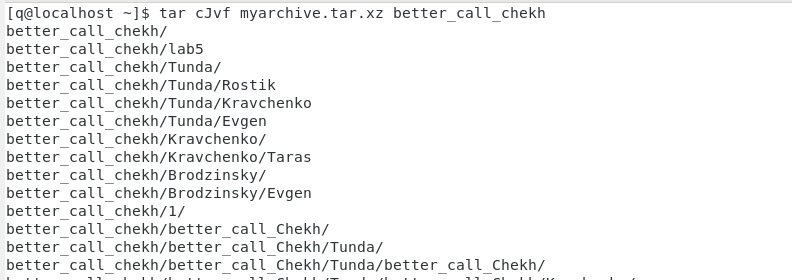 [q@localhost ~]$ tar cJvf myarchive.tar.xz better_call_chekh
better_call_chekh/
better_call_chekh/lab5
better_call_chekh/Tunda/
better_call_chekh/Tunda/Rostik
better_call_chekh/Tunda/Kravchenko
better_call_chekh/Tunda/Evgen
better_call_chekh/Kravchenko/
better_call_chekh/Kravchenko/Taras
better_call_chekh/Brodzinsky/
better_call_chekh/Brodzinsky/Evgen
better_call_chekh/1/
better_call_chekh/better_call_Chekh/
better_call_chekh/better_call_Chekh/Tunda/
better_call_chekh/better_call_Chekh/Tunda/better_call_Chekh/